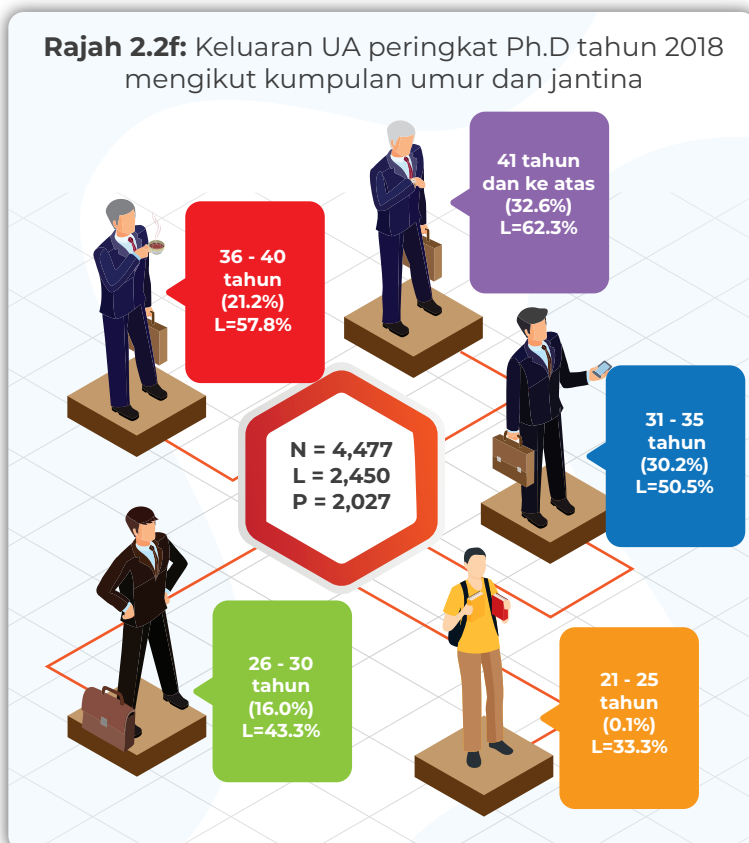 Rajah 2.2f: Keluaran UA peringkat Ph.D tahun 2018
mengikut kumpulan umur dan jantina
41 tahun
dan ke atas
(32.6%)
L=62.3%
36 - 40
tahun
(21.2%)
L=57.8%
31 - 35
tahun
(30.2%)
L=50.5%
N = 4,477
L = 2,450
P = 2,027
26 - 30
tahun
(16.0%)
L=43.3%
21 - 25
tahun
(0.1%)
L=33.3%